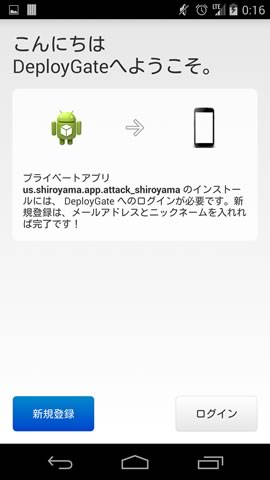 LTE 0:16
こんにちは
DeployGateへようこそ。
プライベートアプリ
us.shiroyama.app.attack_shiroyama のインストー
ルには、 DeployGate へのログインが必要です。新
規登録は、メールアドレスとニックネームを入れれ
ば完了です！
新規登録
ログイン